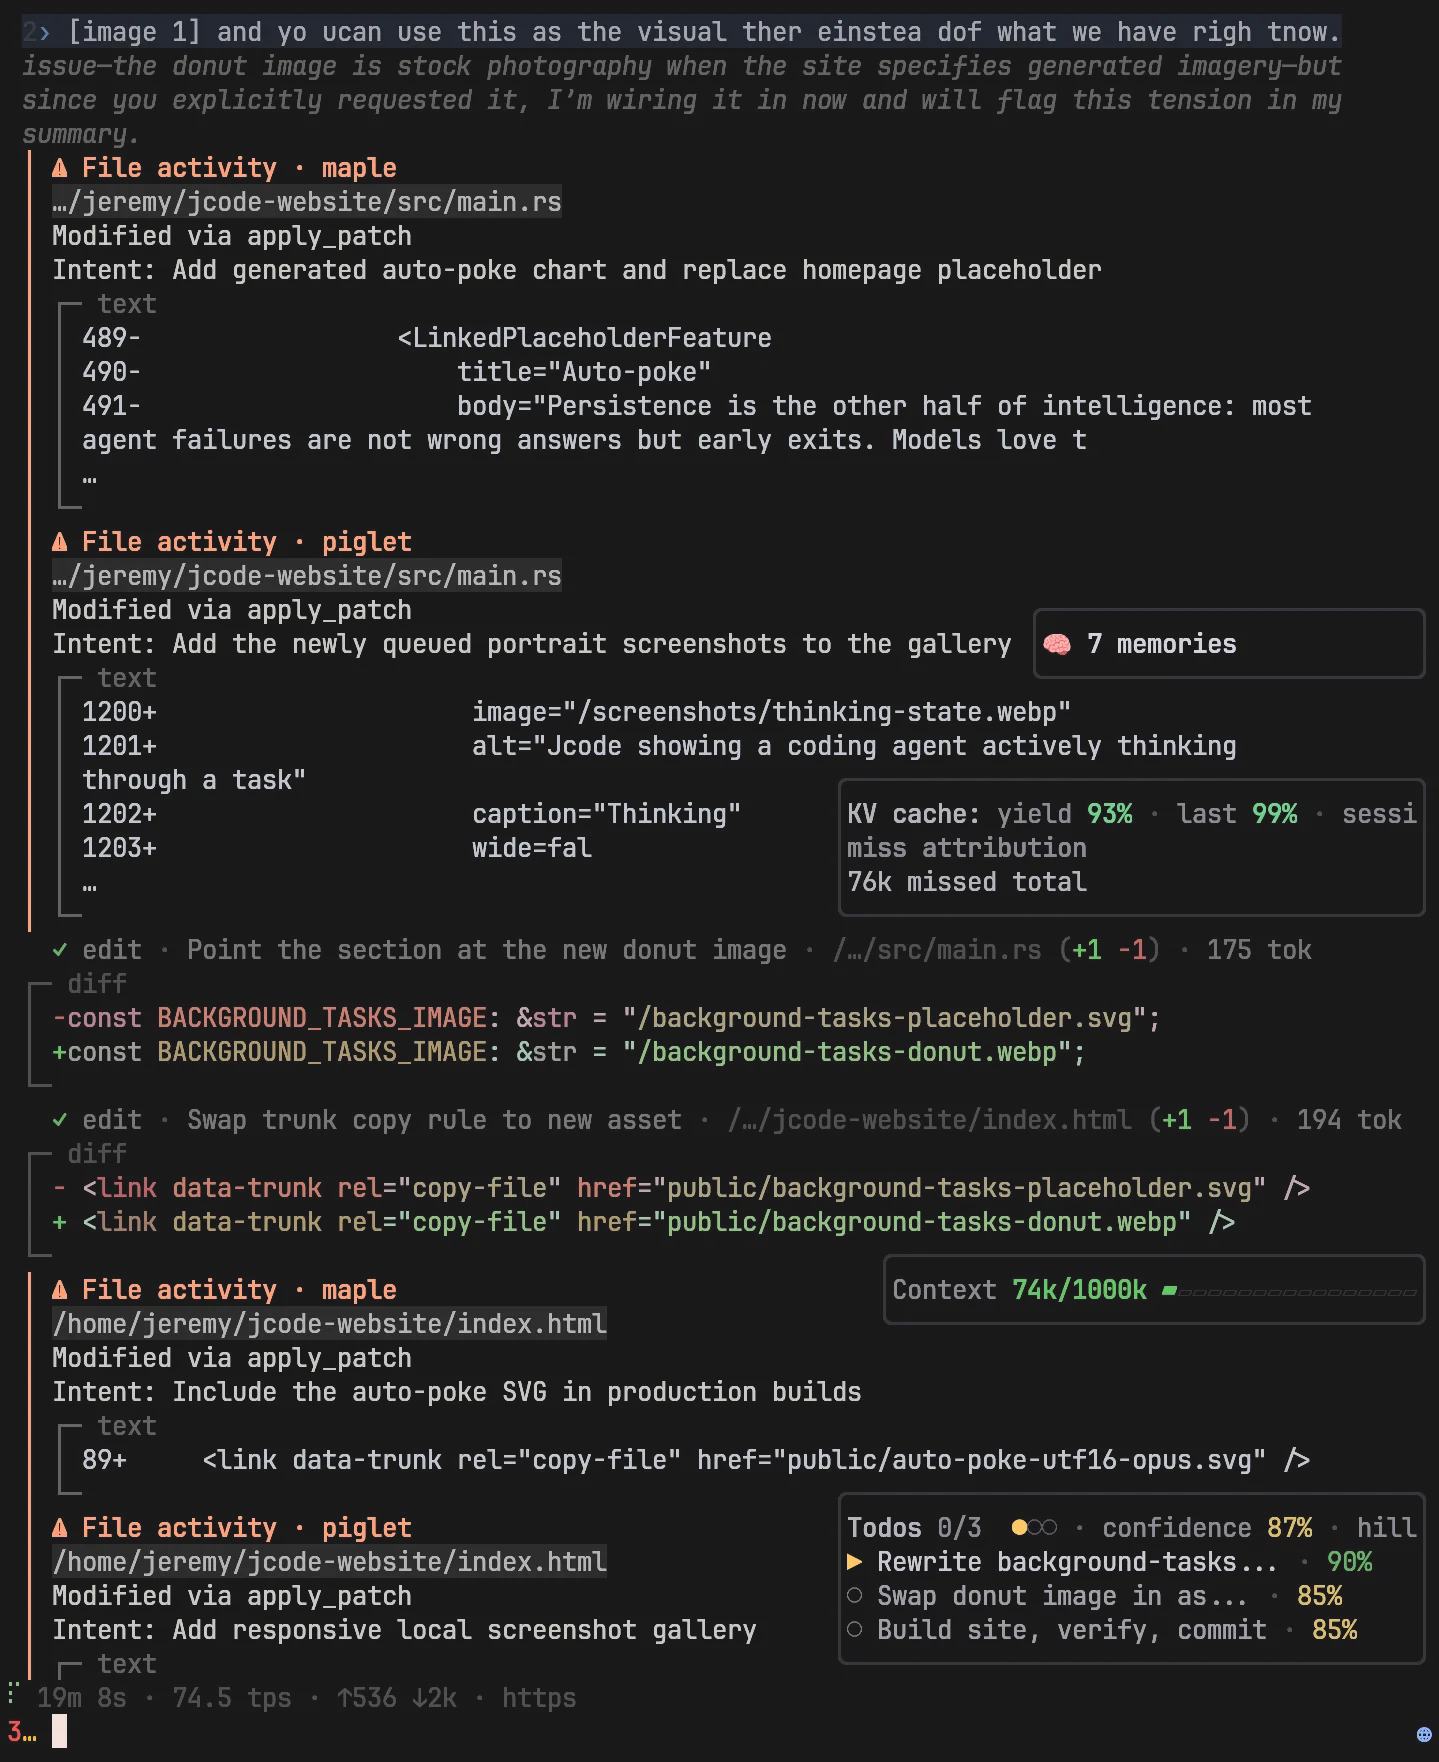 2› [image 1] and yo ucan use this as the visual ther einstea dof what we have righ tnow.
issue—the donut image is stock photography when the site specifies generated imagery—but
since you explicitly requested it, I’m wiring it in now and will flag this tension in my
summary.
⚠ File activity · maple
…/jeremy/jcode-website/src/main.rs
Modified via apply_patch
Intent: Add generated auto-poke chart and replace homepage placeholder
text
489- <LinkedPlaceholderFeature
490- title="Auto-poke"
491- body="Persistence is the other half of intelligence: most
agent failures are not wrong answers but early exits. Models love t
…
⚠ File activity · piglet
…/jeremy/jcode-website/src/main.rs
Modified via apply_patch
Intent: Add the newly queued portrait screenshots to the gallery
🧠 7 memories
text
1200+ image="/screenshots/thinking-state.webp"
1201+ alt="Jcode showing a coding agent actively thinking
through a task"
1202+ caption="Thinking"
1203+ wide=fal
…
KV cache: yield 93% · last 99% · sessi
miss attribution
76k missed total
✓ edit · Point the section at the new donut image · /…/src/main.rs (+1 -1) · 175 tok
diff
-const BACKGROUND_TASKS_IMAGE: &str = "/background-tasks-placeholder.svg";
+const BACKGROUND_TASKS_IMAGE: &str = "/background-tasks-donut.webp";
✓ edit · Swap trunk copy rule to new asset · /…/jcode-website/index.html (+1 -1) · 194 tok
diff
- <link data-trunk rel="copy-file" href="public/background-tasks-placeholder.svg" />
+ <link data-trunk rel="copy-file" href="public/background-tasks-donut.webp" />
⚠ File activity · maple
Context 74k/1000k
/home/jeremy/jcode-website/index.html
Modified via apply_patch
Intent: Include the auto-poke SVG in production builds
text
89+ <link data-trunk rel="copy-file" href="public/auto-poke-utf16-opus.svg" />
⚠ File activity · piglet
/home/jeremy/jcode-website/index.html
Modified via apply_patch
Intent: Add responsive local screenshot gallery
text
Todos 0/3 ●○○ · confidence 87% · hill
▶ Rewrite background-tasks... · 90%
○ Swap donut image in as... · 85%
○ Build site, verify, commit · 85%
19m 8s · 74.5 tps · ↑536 ↓2k · https
3…